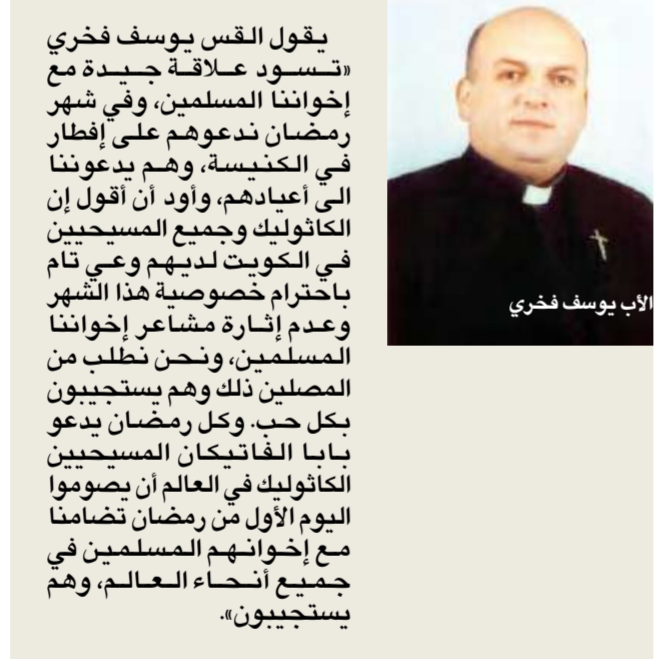 يقول القس يوسف فخري
«تسود علاقة جيدة مع
إخواننا المسلمين، وفي شهر
رمضان ندعوهم على إفطار
في الكنيسة، وهم يدعوننا
الى أعيادهم، وأود أن أقول إن
الكاثوليك وجميع المسيحيين
في الكويت لديهم وعي تام
باحترام خصوصية هذا الشهر
وعدم إثارة مشاعر إخواننا
المسلمين، ونحن نطلب من
المصلين ذلك وهم يستجيبون
بكل حب. وكل رمضان يدعو
بابا الفاتيكان المسيحيين
الكاثوليك في العالم أن يصوموا
اليوم الأول من رمضان تضامنا
مع إخوانهم المسلمين في
جميع أنحاء العالم، وهم
يستجيبون».
الأب يوسف فخري